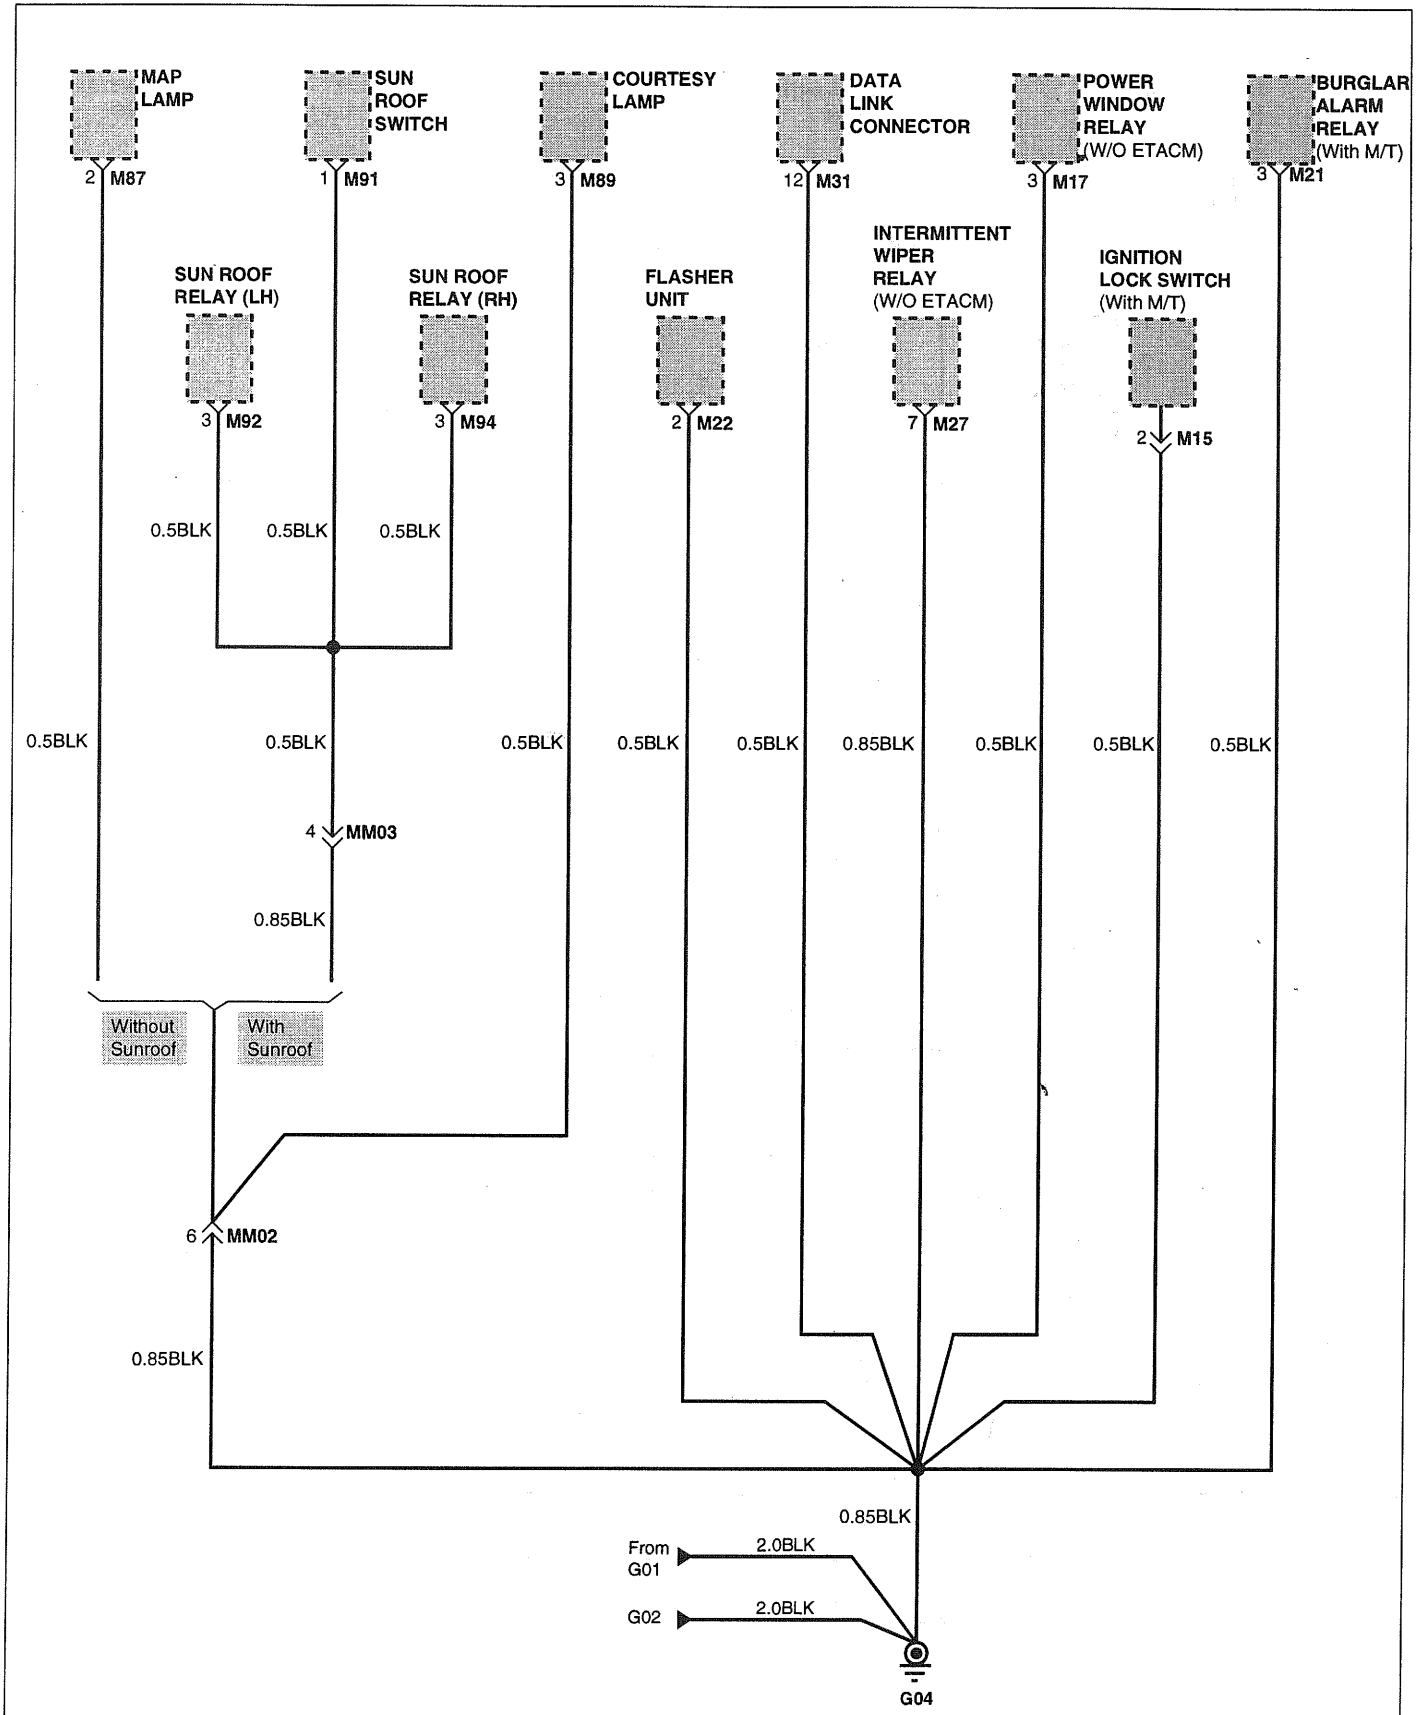 MAP
LAMP
SUN
ROOF
SWITCH
COURTESY
LAMP
DATA
LINK
CONNECTOR
POWER
WINDOW
RELAY
(W/O ETACM)
BURGLAR
ALARM
RELAY
(With M/T)
2 M87
1 M91
3 M89
12 M31
3 M17
3 M21
SUN ROOF
RELAY (LH)
SUN ROOF
RELAY (RH)
FLASHER
UNIT
INTERMITTENT
WIPER
RELAY
(W/O ETACM)
IGNITION
LOCK SWITCH
(With M/T)
3 M92
3 M94
2 M22
7 M27
2 M15
0.5BLK
0.5BLK
0.5BLK
0.5BLK
0.5BLK
0.5BLK
0.5BLK
0.5BLK
0.85BLK
0.5BLK
0.5BLK
0.5BLK
4 MM03
0.85BLK
Without
Sunroof
With
Sunroof
6 MM02
0.85BLK
0.85BLK
From
G01
2.0BLK
G02
2.0BLK
G04